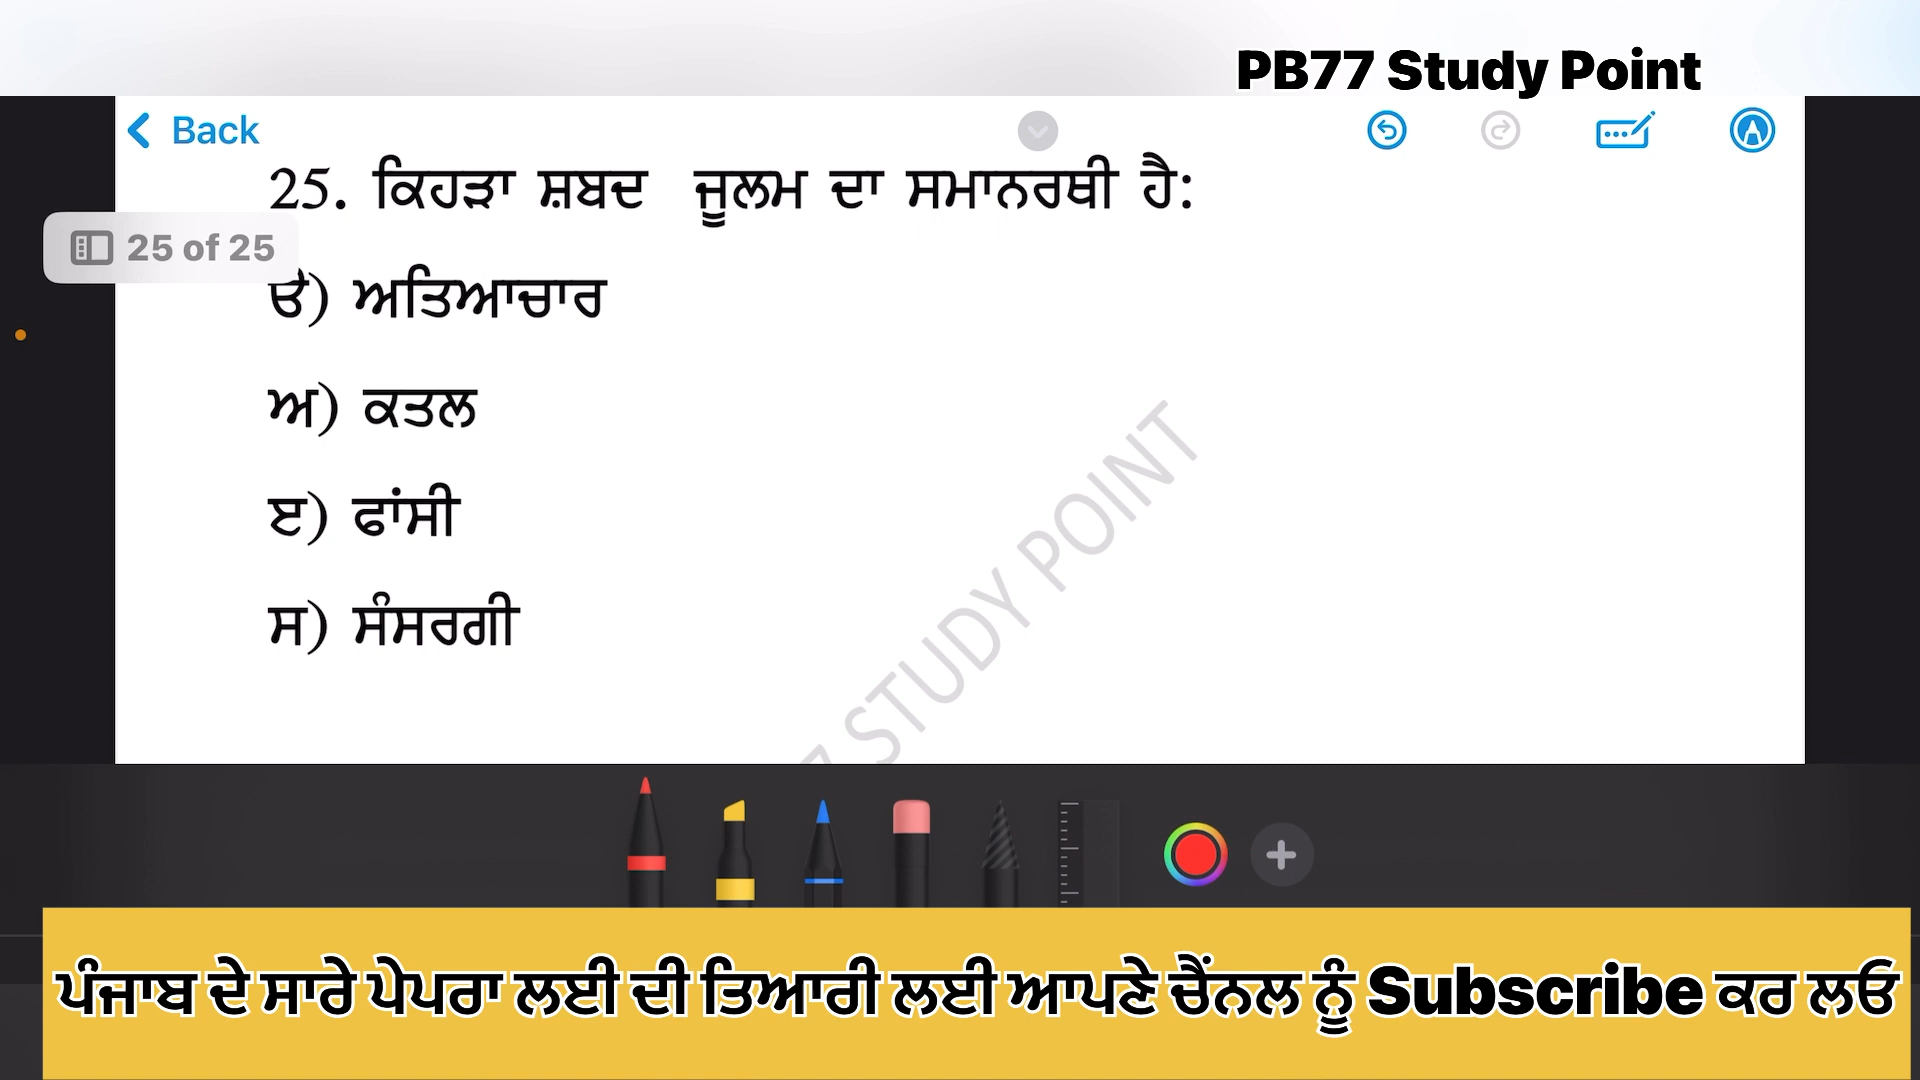 PB77 Study Point
Back
25. ਕਿਹੜਾ ਸ਼ਬਦ ਜੂਲਮ ਦਾ ਸਮਾਨਰਥੀ ਹੈ:
25 of 25
ੳ) ਅਤਿਆਚਾਰ
ਅ) ਕਤਲ
ੲ) ਫਾਂਸੀ
ਸ) ਸੰਸਰਗੀ
7 STUDY POINT
ਪੰਜਾਬ ਦੇ ਸਾਰੇ ਪੇਪਰਾ ਲਈ ਦੀ ਤਿਆਰੀ ਲਈ ਆਪਣੇ ਚੈਂਨਲ ਨੂੰ Subscribe ਕਰ ਲਓ